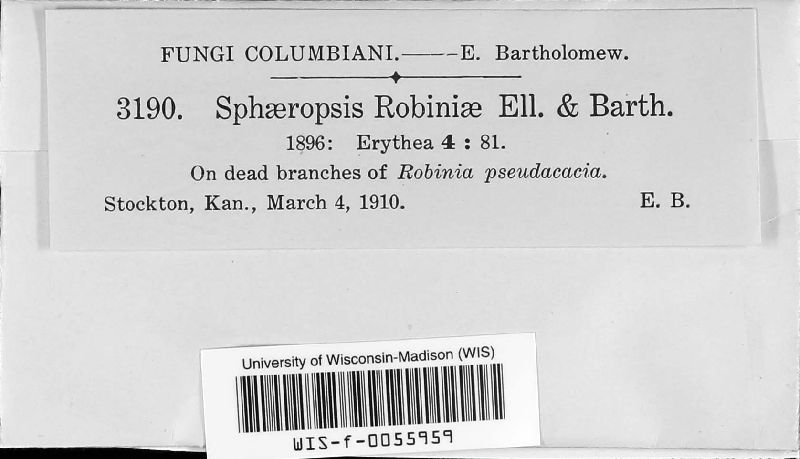 FUNGI COLUMBIANI.——E. Bartholomew.
3190. Sphæropsis Robiniæ Ell. & Barth.
1896: Erythea 4 : 81.
On dead branches of Robinia pseudacacia.
Stockton, Kan., March 4, 1910. E. B.
University of Wisconsin-Madison (WIS)
WIS-f-0055959